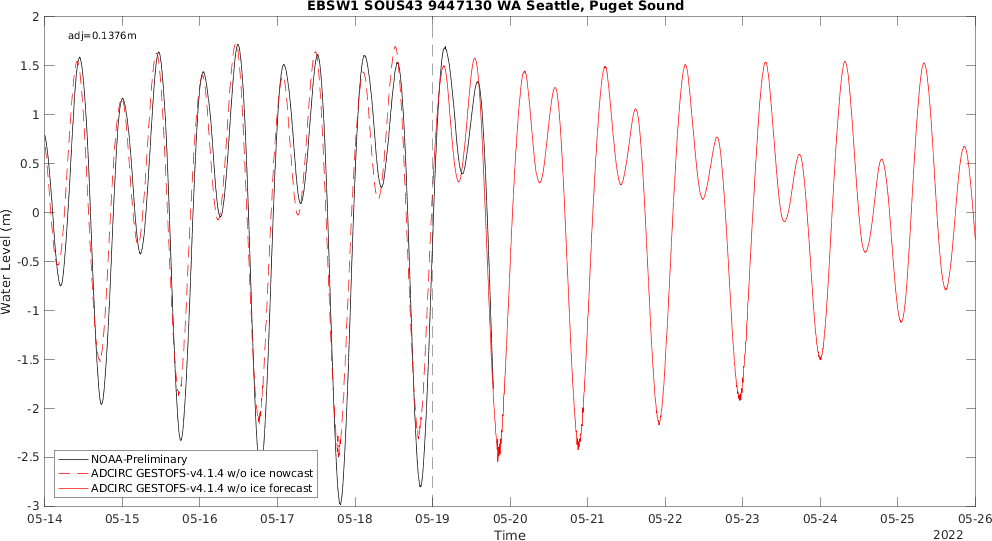 EBSW1 SOUS43 9447130 WA Seattle, Puget Sound
adj=0.1376m
2
1.5
1
0.5
0
-0.5
-1
-1.5
-2
-2.5
-3
Water Level (m)
NOAA-Preliminary
ADCIRC GESTOFS-v4.1.4 w/o ice nowcast
ADCIRC GESTOFS-v4.1.4 w/o ice forecast
05-14 05-15 05-16 05-17 05-18 05-19 05-20 05-21 05-22 05-23 05-24 05-25 05-26
Time
2022